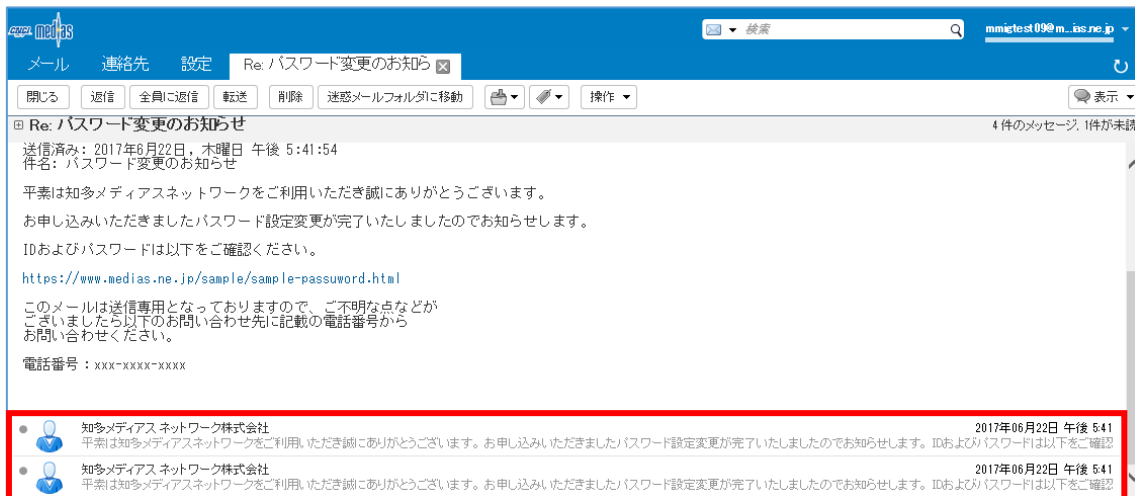 cncl medias
検索
mmigtest09@m...ias.ne.jp
メール 連絡先 設定 Re: パスワード変更のお知ら
閉じる 返信 全員に返信 転送 削除 迷惑メールフォルダに移動 操作 表示
Re: パスワード変更のお知らせ 4 件のメッセージ, 1件が未読
送信済み: 2017年6月22日, 木曜日 午後 5:41:54
件名: パスワード変更のお知らせ
平素は知多メディアスネットワークをご利用いただき誠にありがとうございます。
お申し込みいただきましたパスワード設定変更が完了いたしましたのでお知らせします。
IDおよびパスワードは以下をご確認ください。
https://www.medias.ne.jp/sample/sample-passuword.html
このメールは送信専用となっておりますので、ご不明な点などが
ございましたら以下のお問い合わせ先に記載の電話番号から
お問い合わせください。
電話番号：xxx-xxxx-xxxx
知多メディアスネットワーク株式会社 2017年06月22日 午後 5:41
平素は知多メディアスネットワークをご利用いただき誠にありがとうございます。お申し込みいただきましたパスワード設定変更が完了いたしましたのでお知らせします。IDおよびパスワードは以下をご確認
知多メディアスネットワーク株式会社 2017年06月22日 午後 5:41
平素は知多メディアスネットワークをご利用いただき誠にありがとうございます。お申し込みいただきましたパスワード設定変更が完了いたしましたのでお知らせします。IDおよびパスワードは以下をご確認